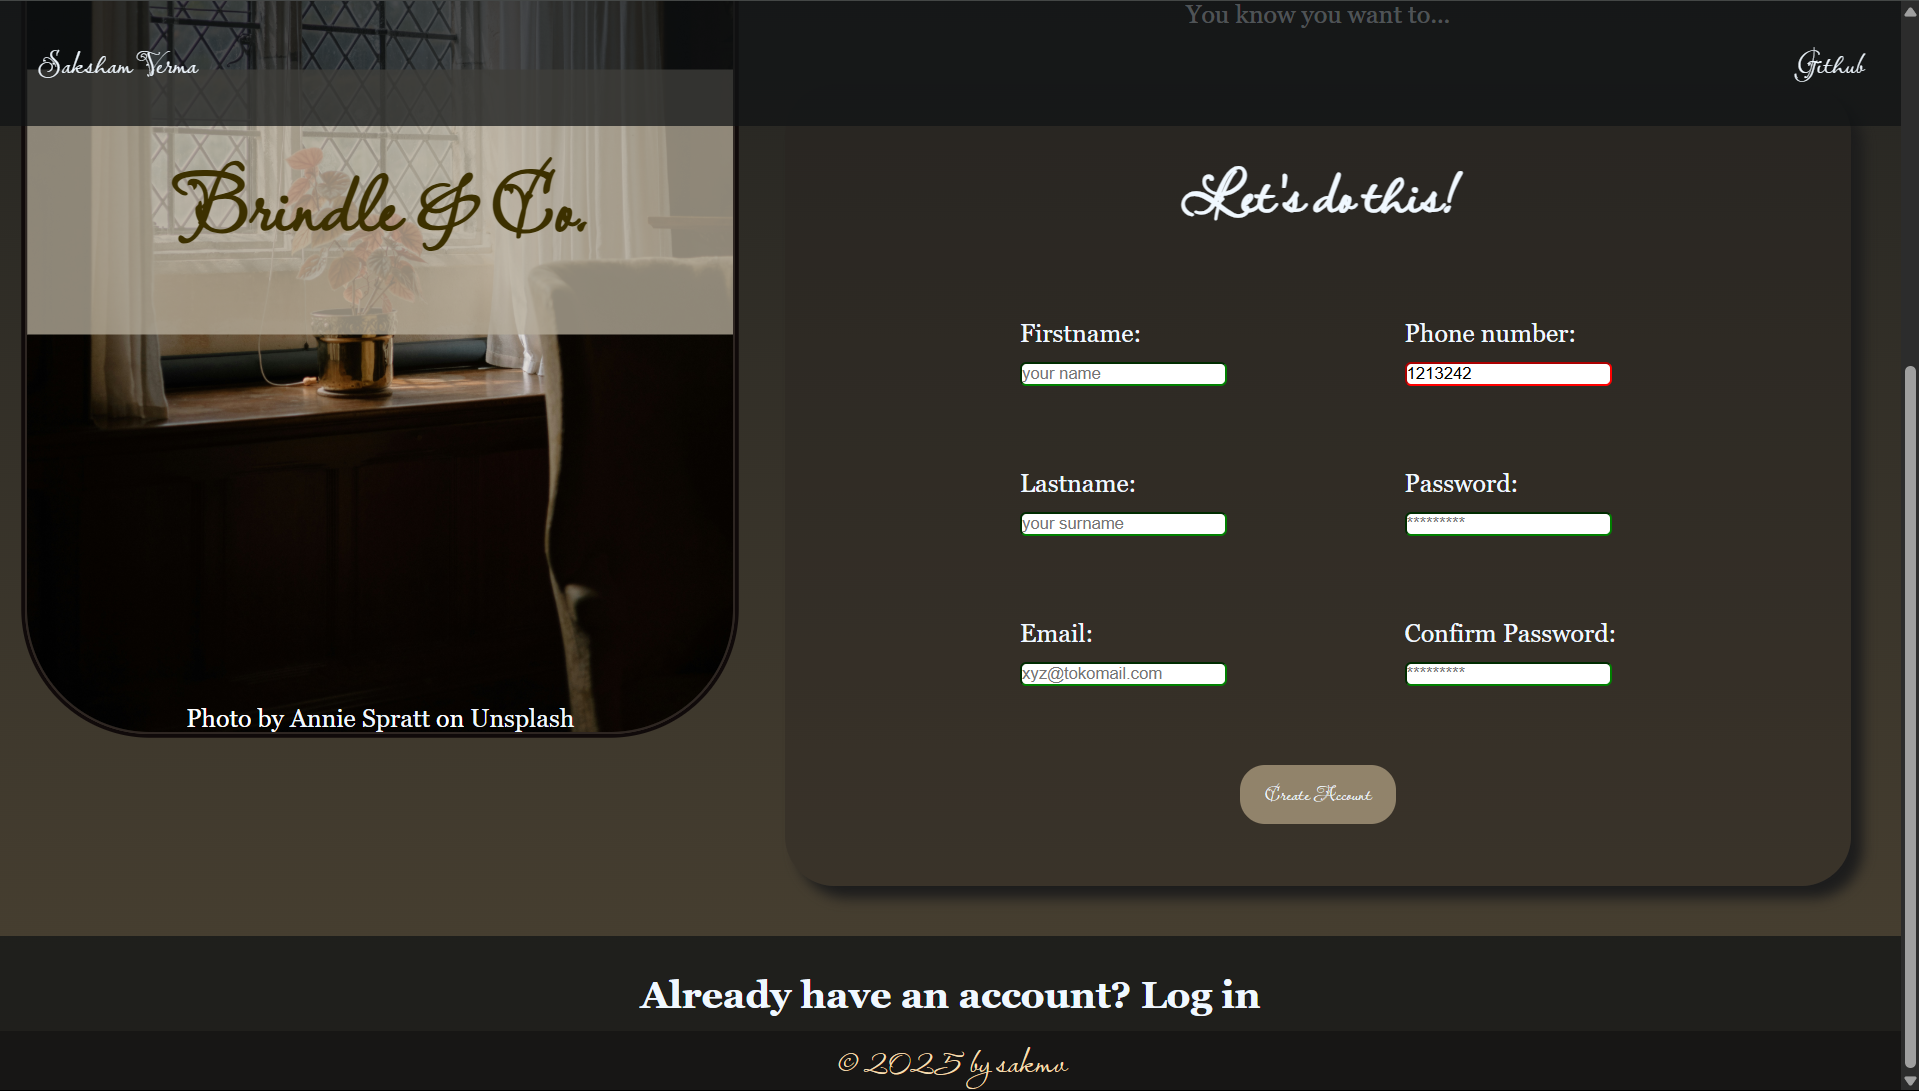 You know you want to...
Saksham Verma
Github
Brindle & Co.
Photo by Annie Spratt on Unsplash
Let's do this!
Firstname:
your name
Phone number:
1213242
Lastname:
your surname
Password:
*********
Email:
xyz@tokomail.com
Confirm Password:
*********
Create Account
Already have an account? Log in
© 2025 by sakmv